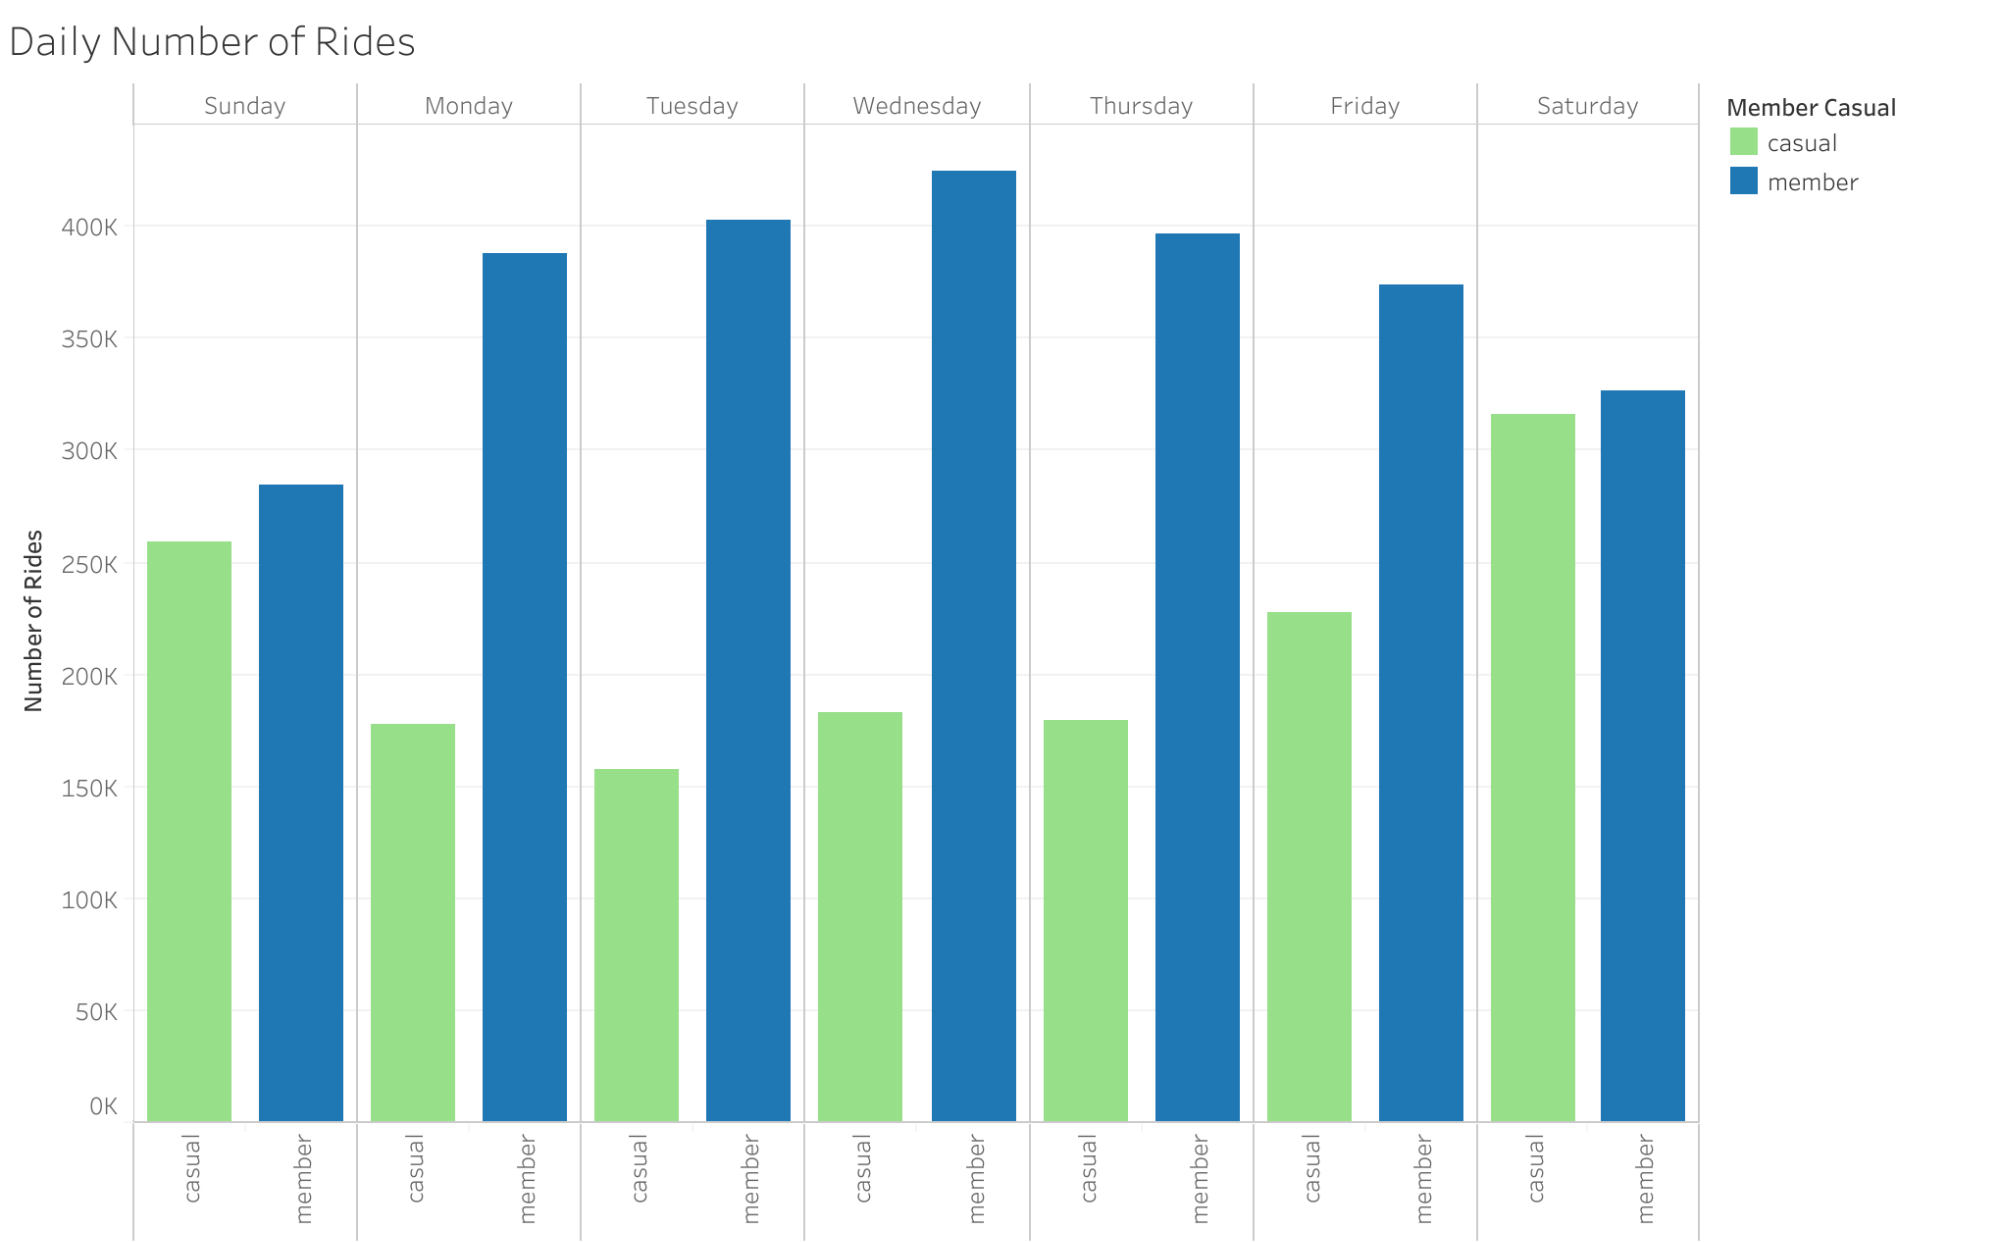 Daily Number of Rides
Sunday Monday Tuesday Wednesday Thursday Friday Saturday
Member Casual
casual
member
Number of Rides
400K
350K
300K
250K
200K
150K
100K
50K
0K
casual member casual member casual member casual member casual member casual member casual member